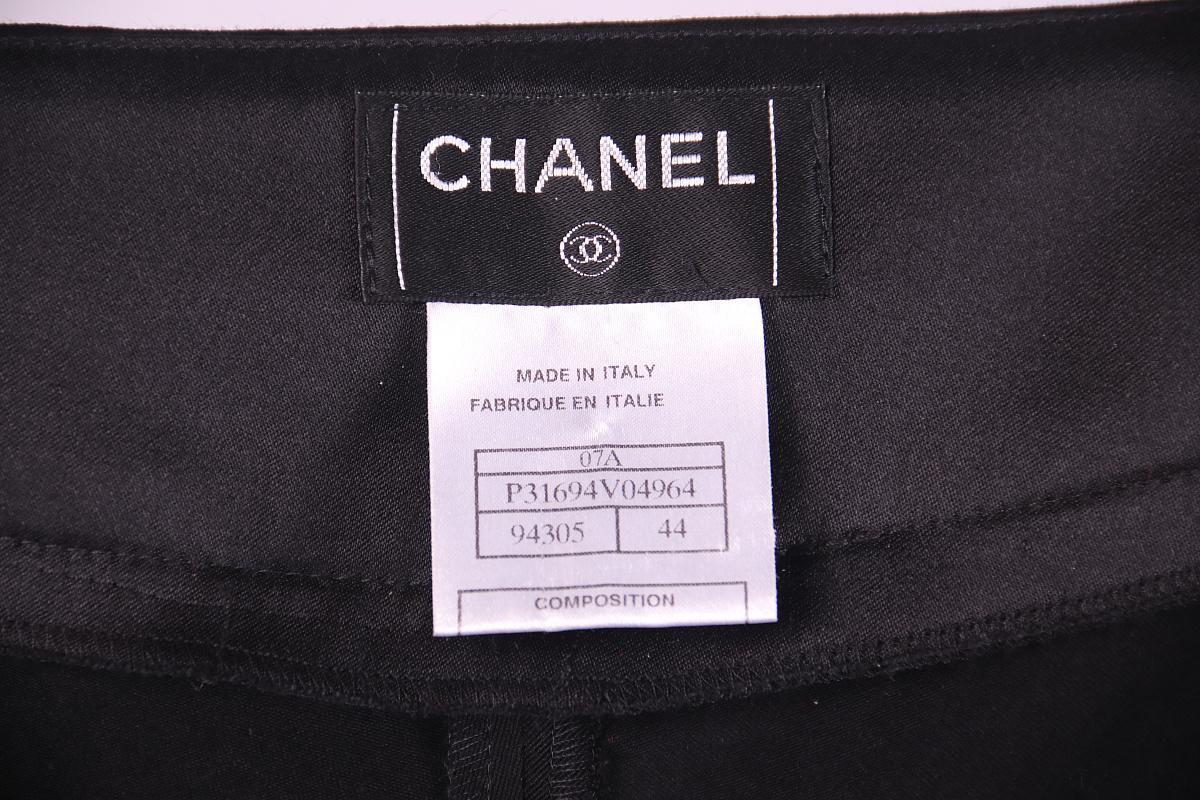 CHANEL
MADE IN ITALY
FABRIQUE EN ITALIE
07A
P31694V04964
94305 44
COMPOSITION